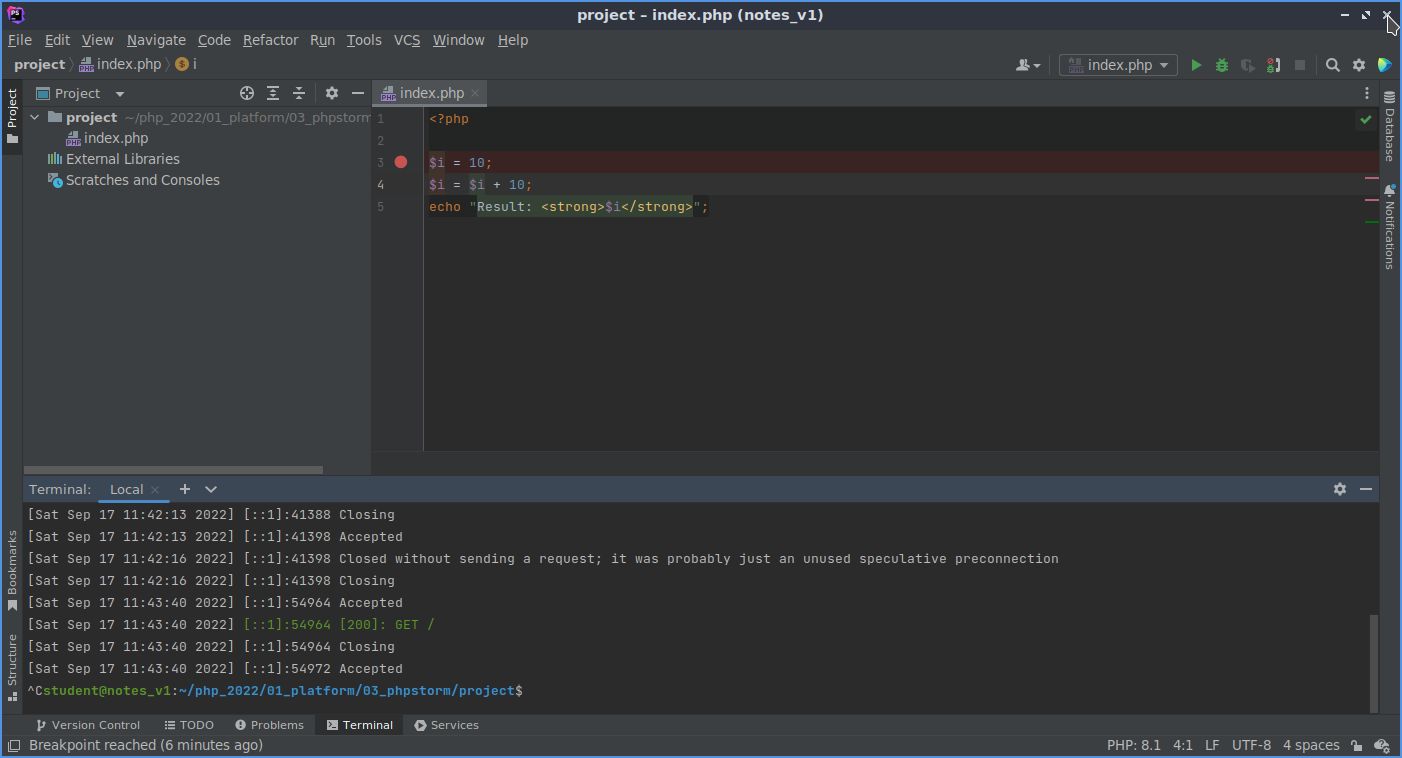 PS project – index.php (notes_v1)
File Edit View Navigate Code Refactor Run Tools VCS Window Help
project index.php $ i index.php
Project
Project
index.php
project ~/php_2022/01_platform/03_phpstorm
index.php
External Libraries
Scratches and Consoles
1 <?php
2
3 $i = 10;
4 $i = $i + 10;
5 echo "Result: <strong>$i</strong>";
Database
Notifications
Terminal: Local
[Sat Sep 17 11:42:13 2022] [::1]:41388 Closing
[Sat Sep 17 11:42:13 2022] [::1]:41398 Accepted
[Sat Sep 17 11:42:16 2022] [::1]:41398 Closed without sending a request; it was probably just an unused speculative preconnection
[Sat Sep 17 11:42:16 2022] [::1]:41398 Closing
[Sat Sep 17 11:43:40 2022] [::1]:54964 Accepted
[Sat Sep 17 11:43:40 2022] [::1]:54964 [200]: GET /
[Sat Sep 17 11:43:40 2022] [::1]:54964 Closing
[Sat Sep 17 11:43:40 2022] [::1]:54972 Accepted
^Cstudent@notes_v1:~/php_2022/01_platform/03_phpstorm/project$
Bookmarks
Structure
Version Control TODO Problems Terminal Services
Breakpoint reached (6 minutes ago) PHP: 8.1 4:1 LF UTF-8 4 spaces